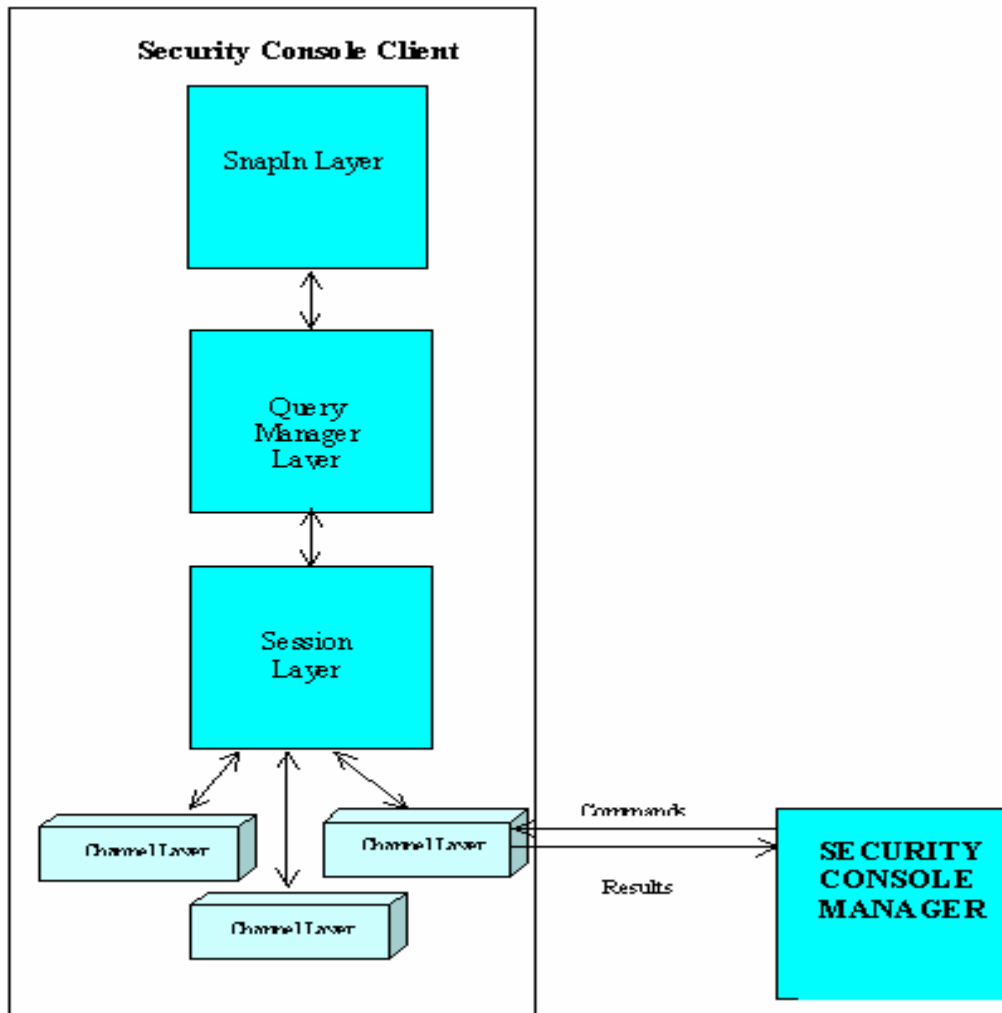 Security Console Client
SnapIn Layer
Query
Manager
Layer
Session
Layer
Channel Layer
Channel Layer
Channel Layer
Commands
Results
SECURITY
CONSOLE
MANAGER